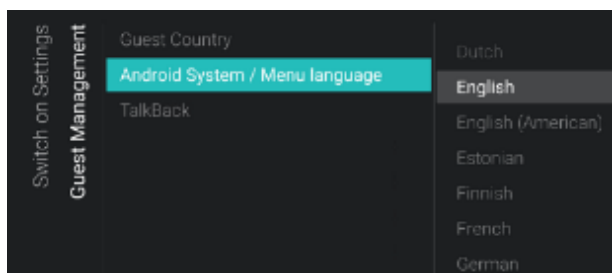 Switch on Settings
Guest Management
Guest Country
Android System / Menu language
TalkBack
Dutch
English
English (American)
Estonian
Finnish
French
German